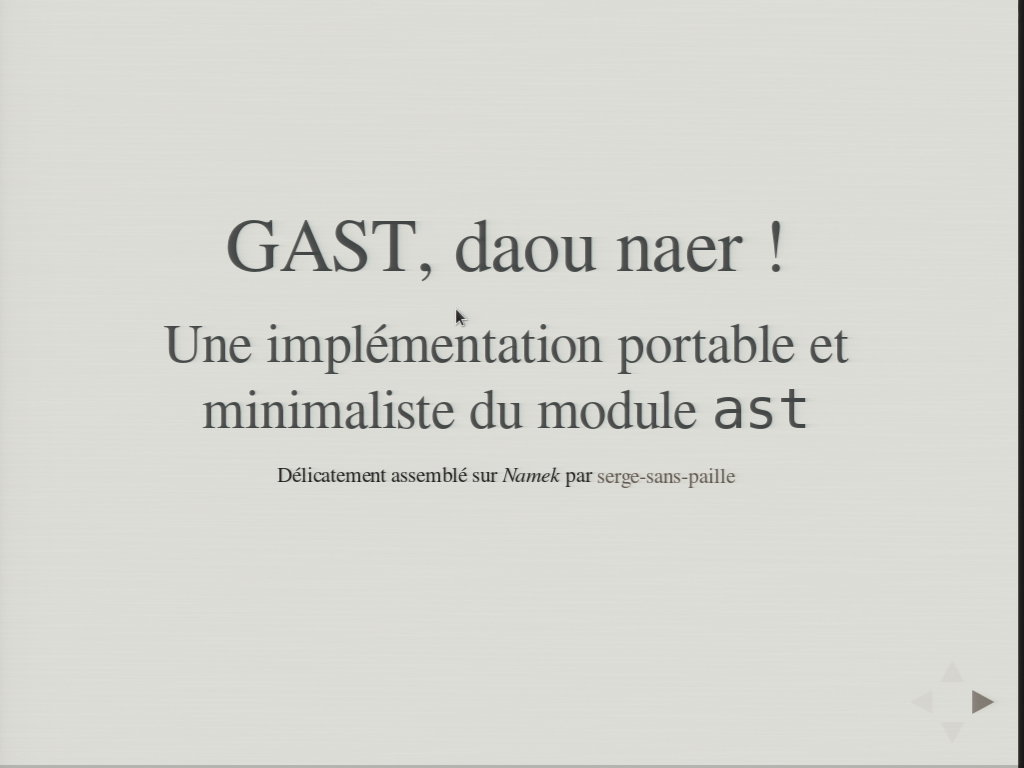 GAST, daou naer !
Une implémentation portable et
minimaliste du module ast
Délicatement assemblé sur Namek par serge-sans-paille